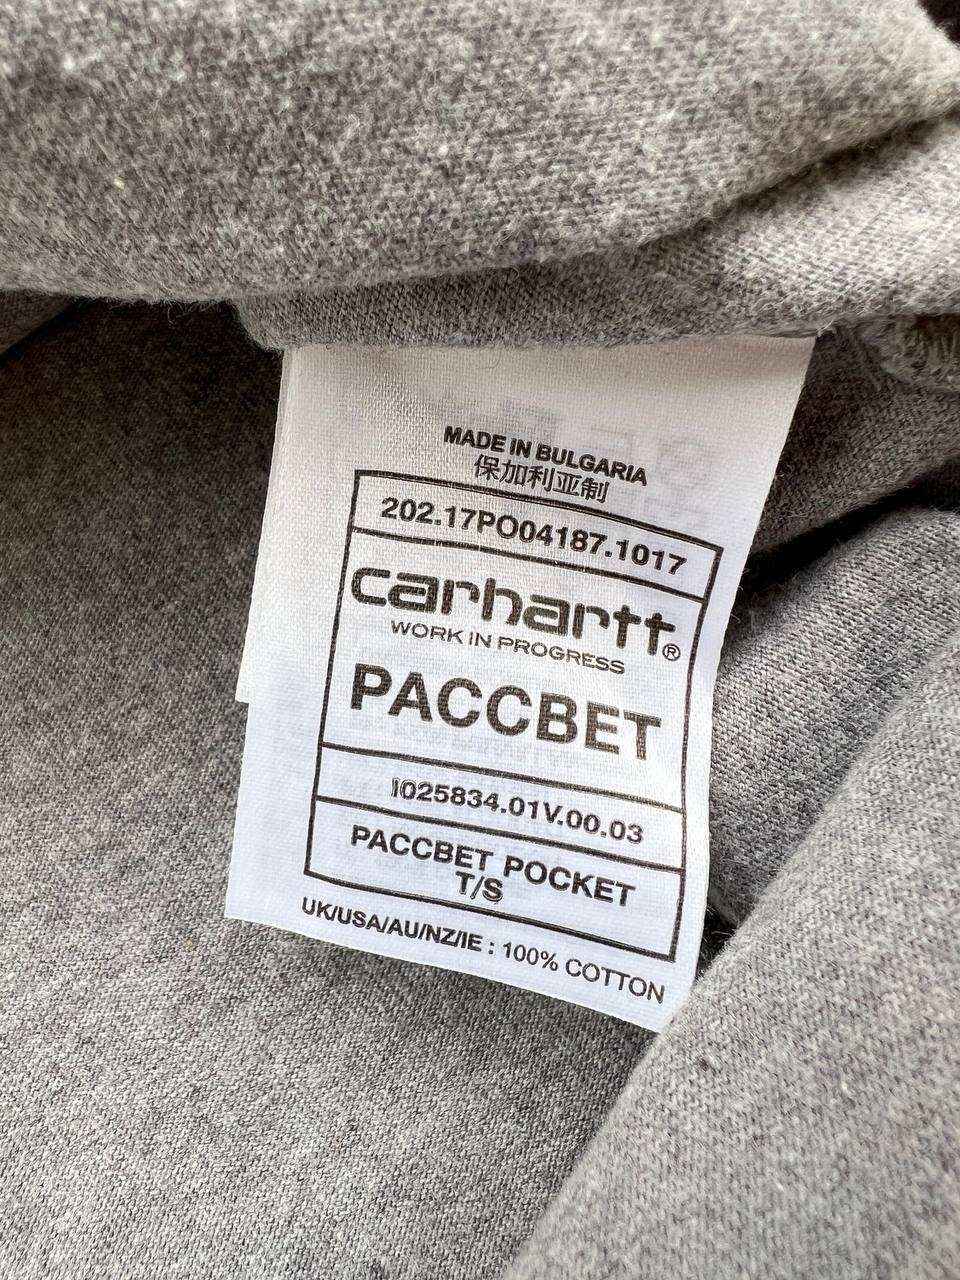 MADE IN BULGARIA
保加利亚制
202.17PO04187.1017
carhartt®
WORK IN PROGRESS
PACCBET
I025834.01V.00.03
PACCBET POCKET
T/S
UK/USA/AU/NZ/IE : 100% COTTON